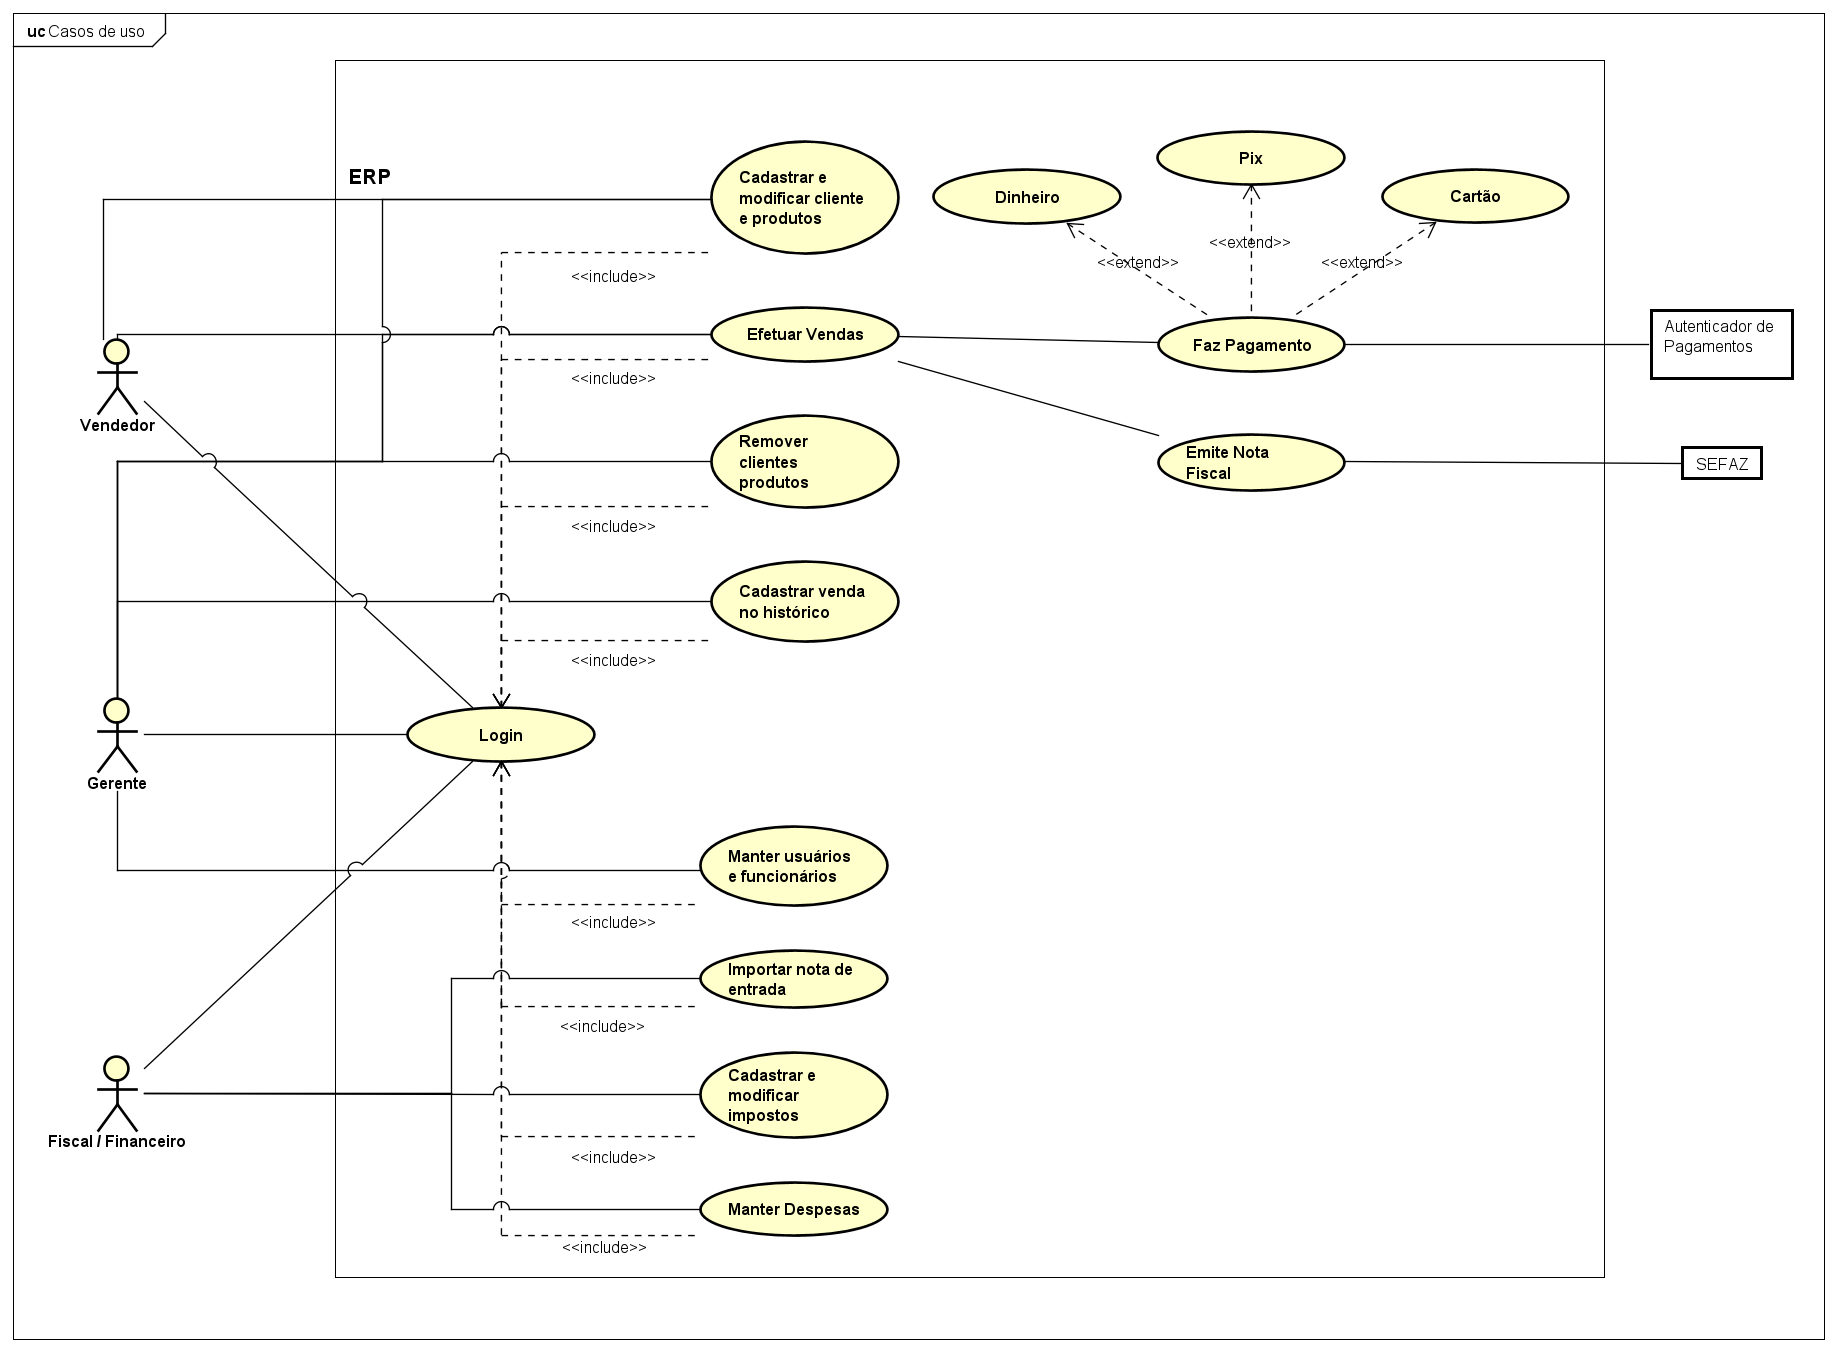 uc Casos de uso
ERP
Cadastrar e
modificar cliente
e produtos
<<include>>
Dinheiro
Pix
Cartão
<<extend>>
<<extend>>
<<extend>>
Efetuar Vendas
<<include>>
Faz Pagamento
Autenticador de
Pagamentos
Vendedor
Remover
clientes
produtos
<<include>>
Emite Nota
Fiscal
SEFAZ
Cadastrar venda
no histórico
<<include>>
Login
Gerente
Manter usuários
e funcionários
<<include>>
Importar nota de
entrada
<<include>>
Cadastrar e
modificar
impostos
<<include>>
Fiscal / Financeiro
Manter Despesas
<<include>>